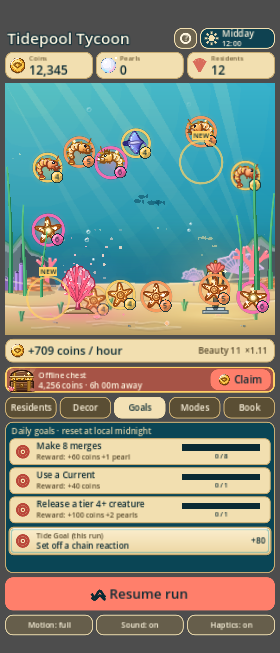 Tidepool Tycoon
Midday
12:00
Coins
12,345
Pearls
0
Residents
12
NEW
NEW
+709 coins / hour
Beauty 11 ×1.11
Offline chest
4,256 coins · 6h 00m away
Claim
Residents
Decor
Goals
Modes
Book
Daily goals · reset at local midnight
Make 8 merges
Reward: +60 coins +1 pearl
0/8
Use a Current
Reward: +40 coins
0/1
Release a tier 4+ creature
Reward: +100 coins +2 pearls
0/1
Tide Goal (this run)
Set off a chain reaction
+80
Resume run
Motion: full
Sound: on
Haptics: on